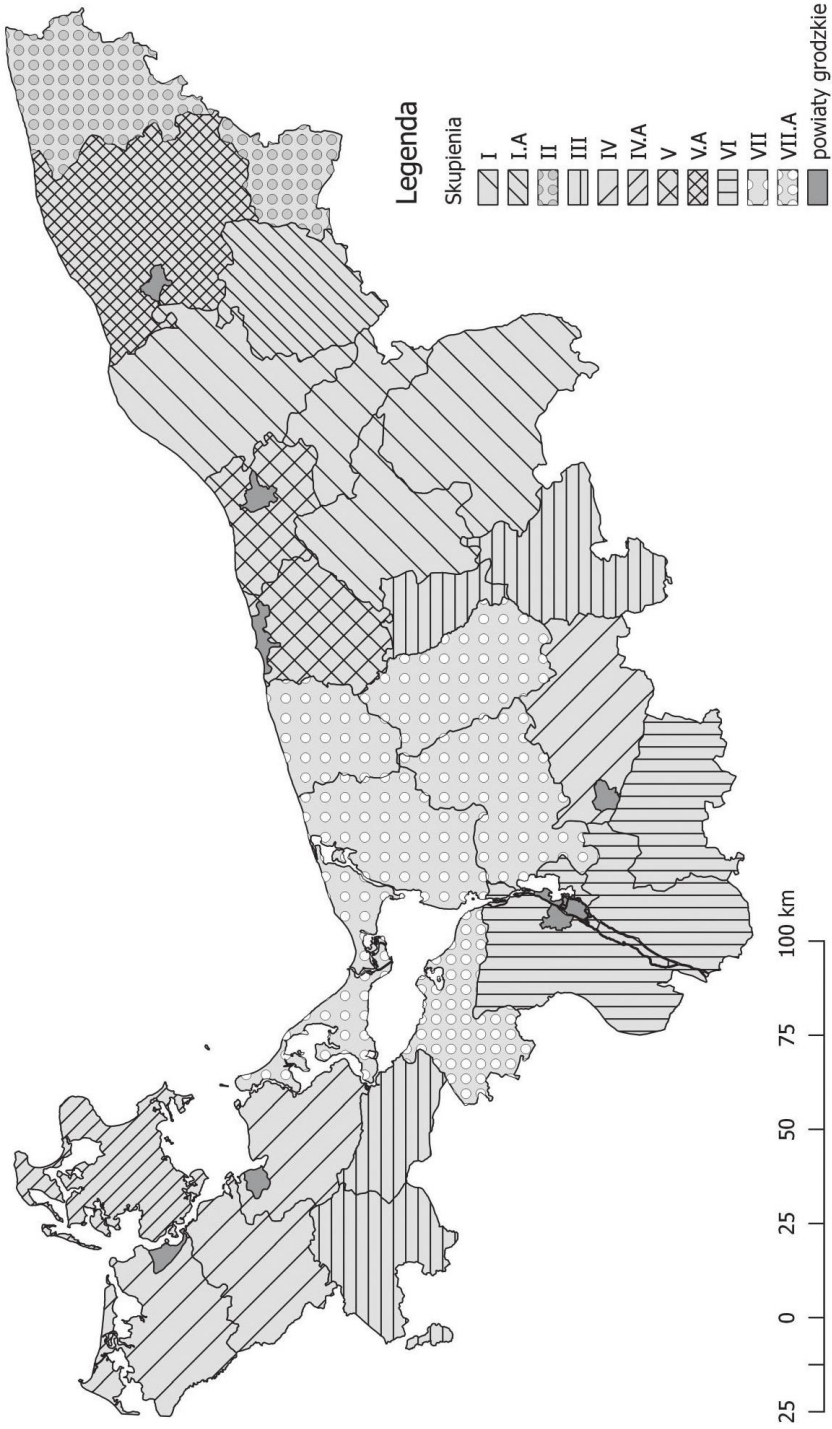 Legenda
Skupienia
I
I.A
II
III
IV
IV.A
V
V.A
VI
VII
VII.A
powiaty grodzkie
25 0 25 50 75 100 km